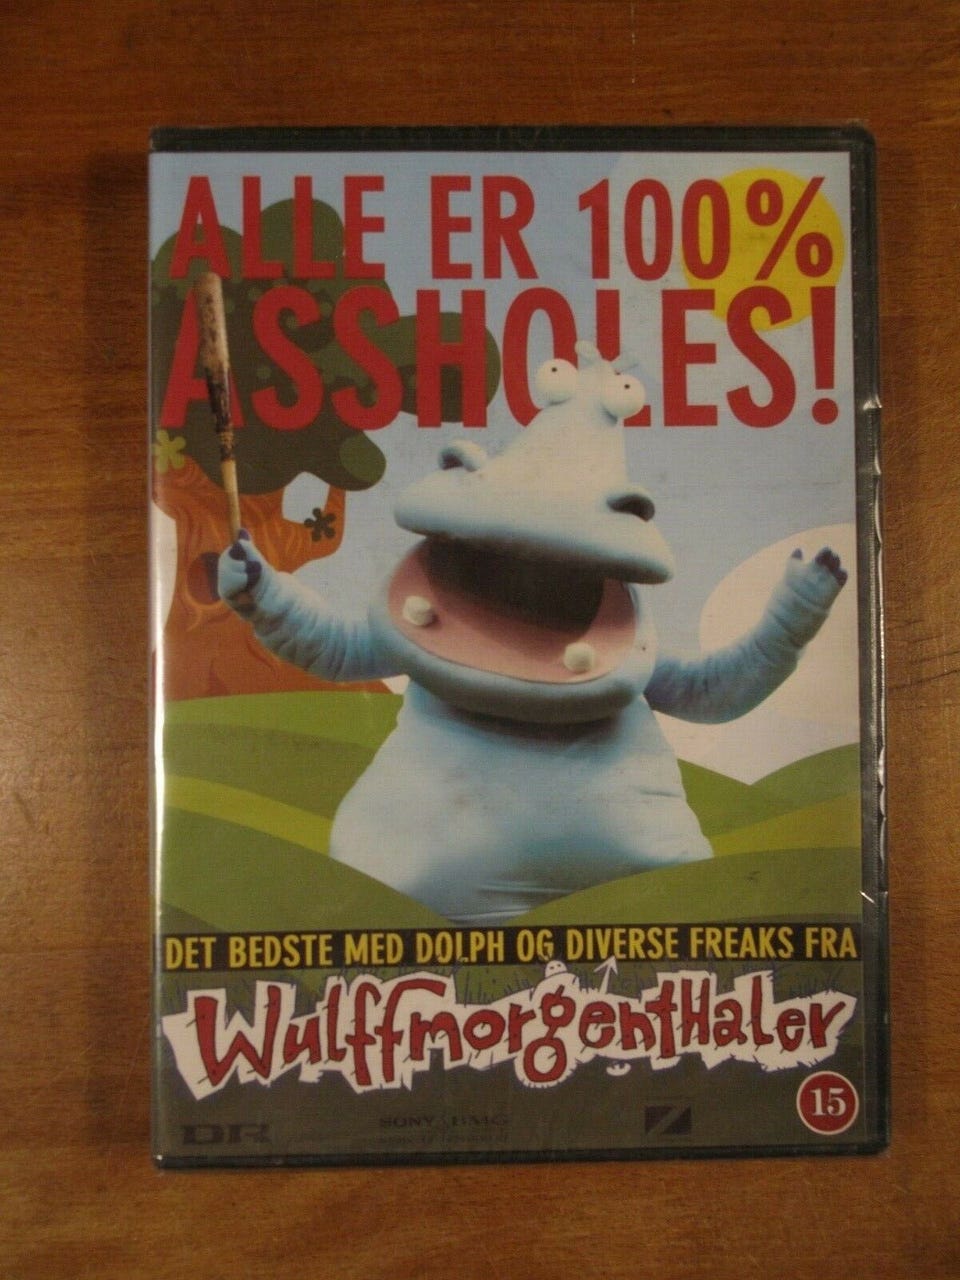 ALLE ER 100%
ASSHOLES!
DET BEDSTE MED DOLPH OG DIVERSE FREAKS FRA
Wulffmorgenthaler
15
DR
SONY BMG